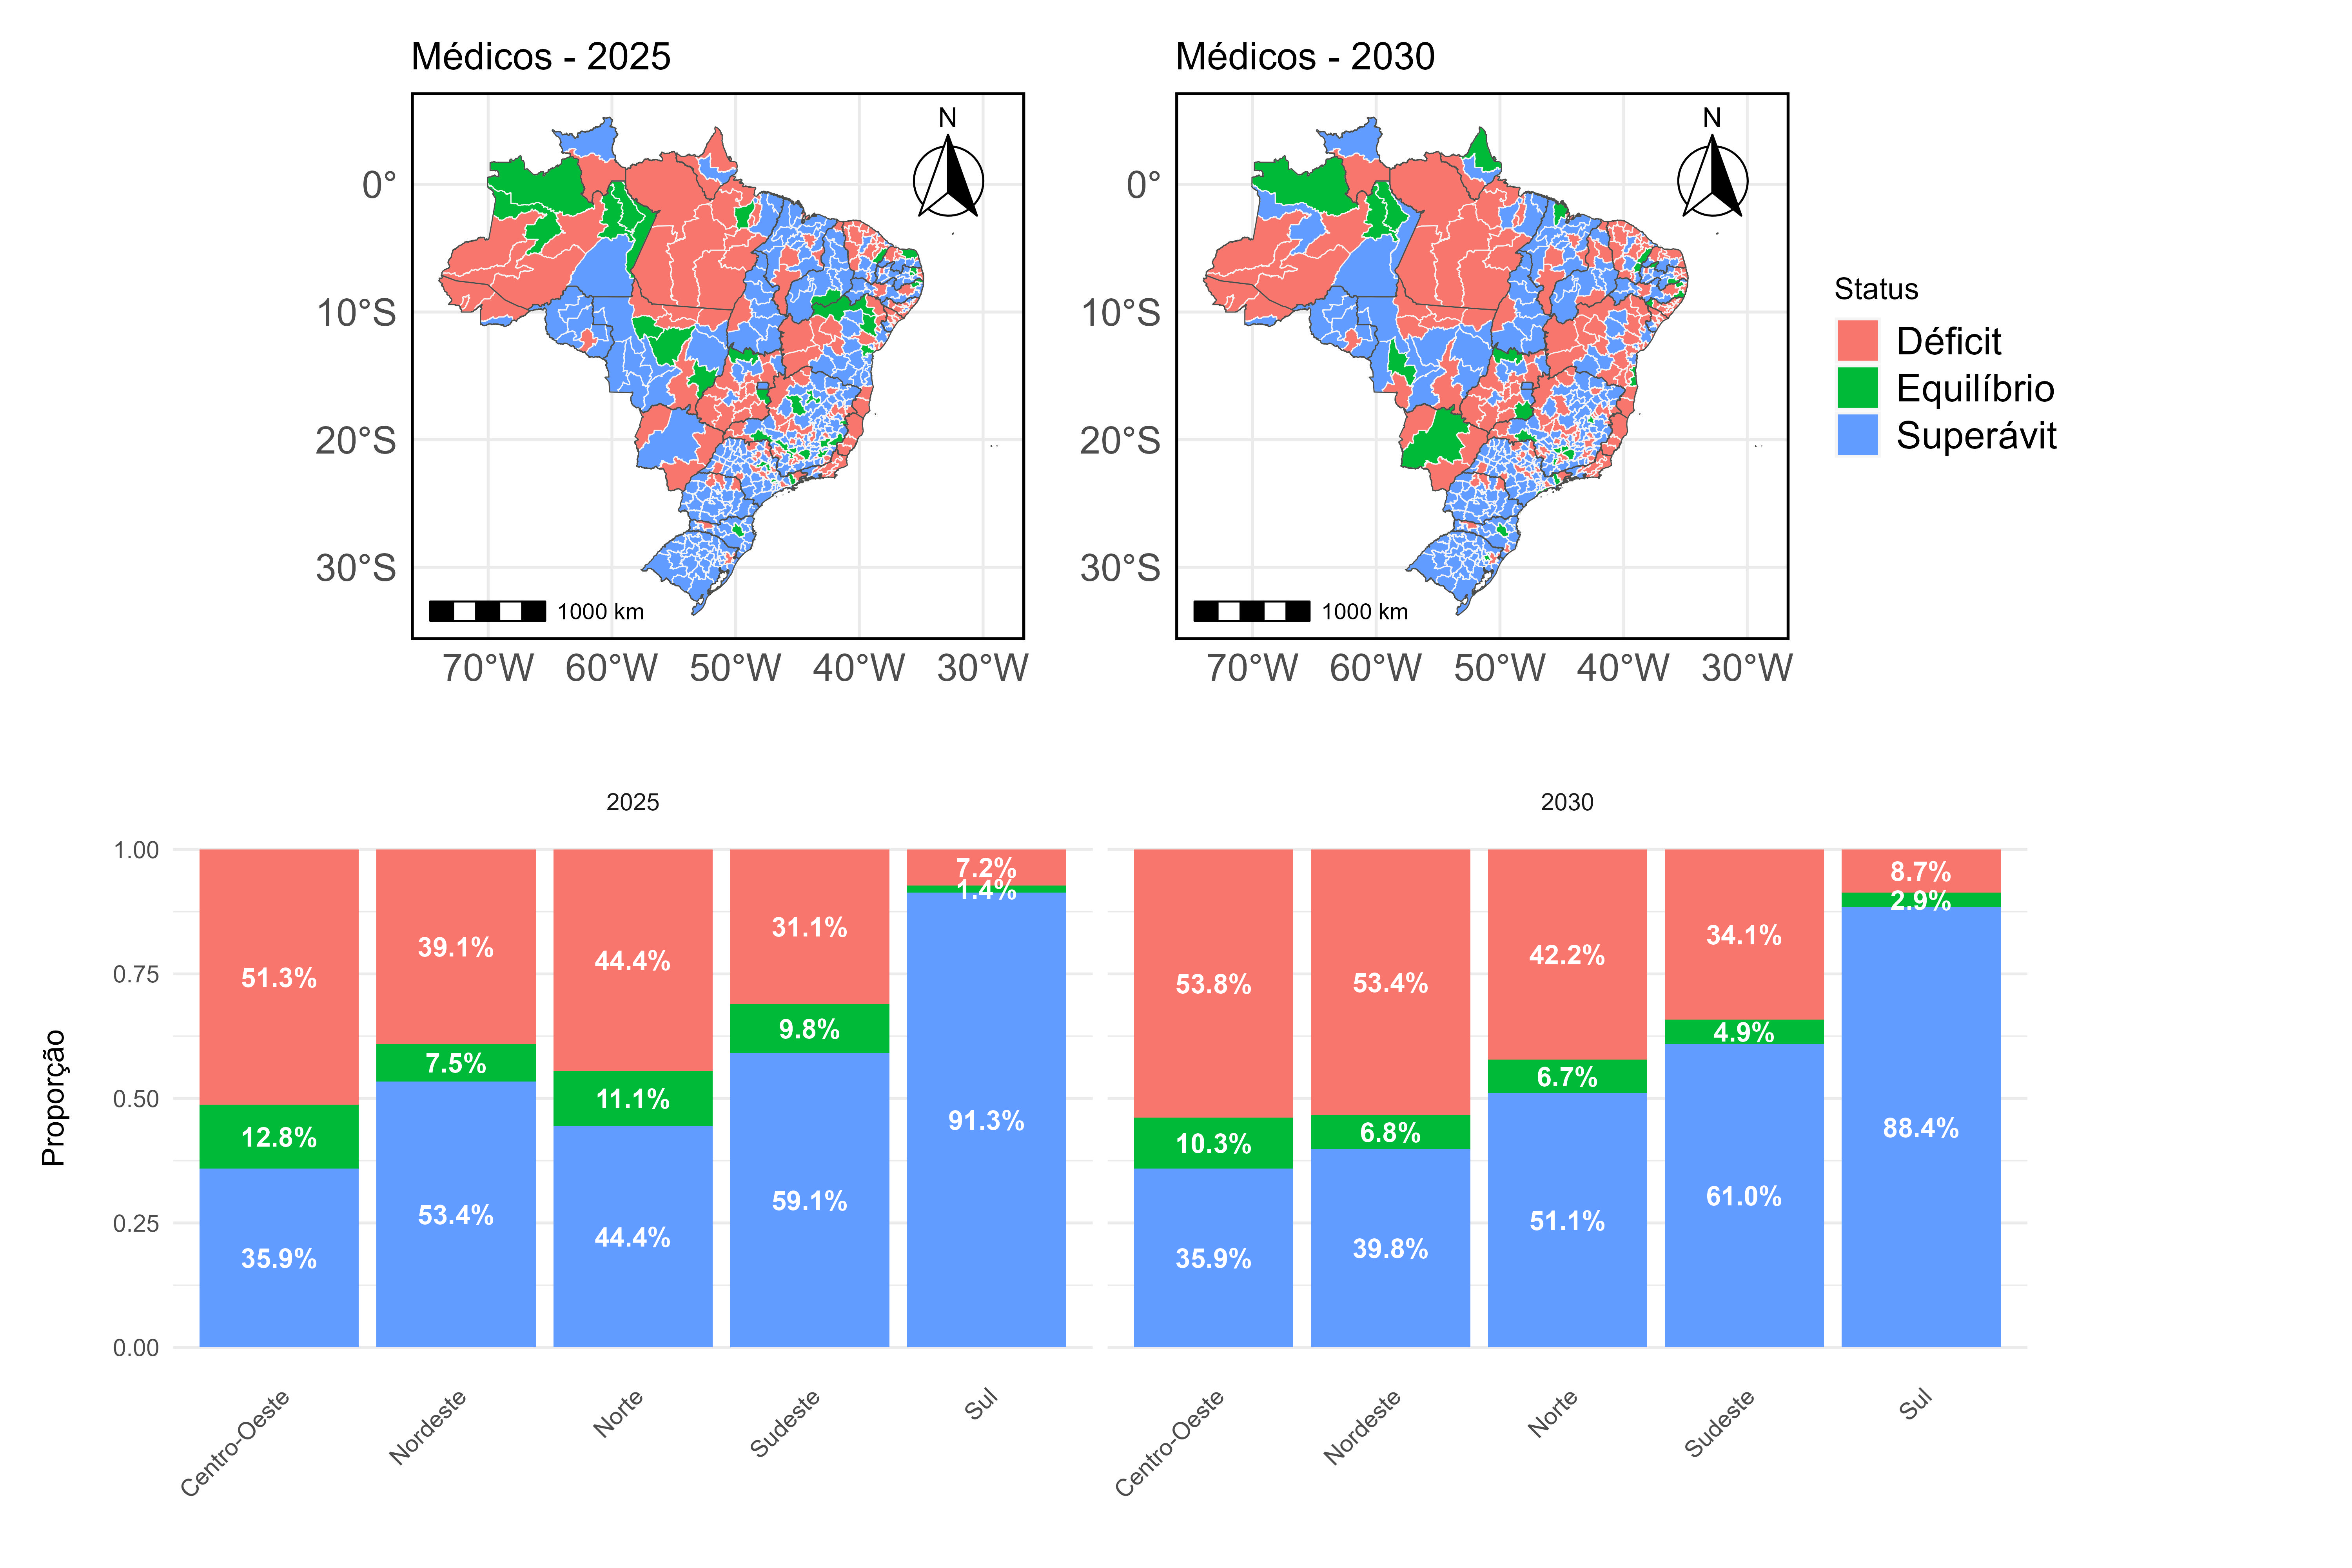 Médicos - 2025
Médicos - 2030
N
N
0°
10°S
20°S
30°S
0°
10°S
20°S
30°S
1000 km
1000 km
70°W 60°W 50°W 40°W 30°W
70°W 60°W 50°W 40°W 30°W
Status
Déficit
Equilíbrio
Superávit
2025
2030
Proporção
1.00
0.75
0.50
0.25
0.00
51.3%
12.8%
35.9%
39.1%
7.5%
53.4%
44.4%
11.1%
44.4%
31.1%
9.8%
59.1%
7.2%
1.4%
91.3%
53.8%
10.3%
35.9%
53.4%
6.8%
39.8%
42.2%
6.7%
51.1%
34.1%
4.9%
61.0%
8.7%
2.9%
88.4%
Centro-Oeste
Nordeste
Norte
Sudeste
Sul
Centro-Oeste
Nordeste
Norte
Sudeste
Sul